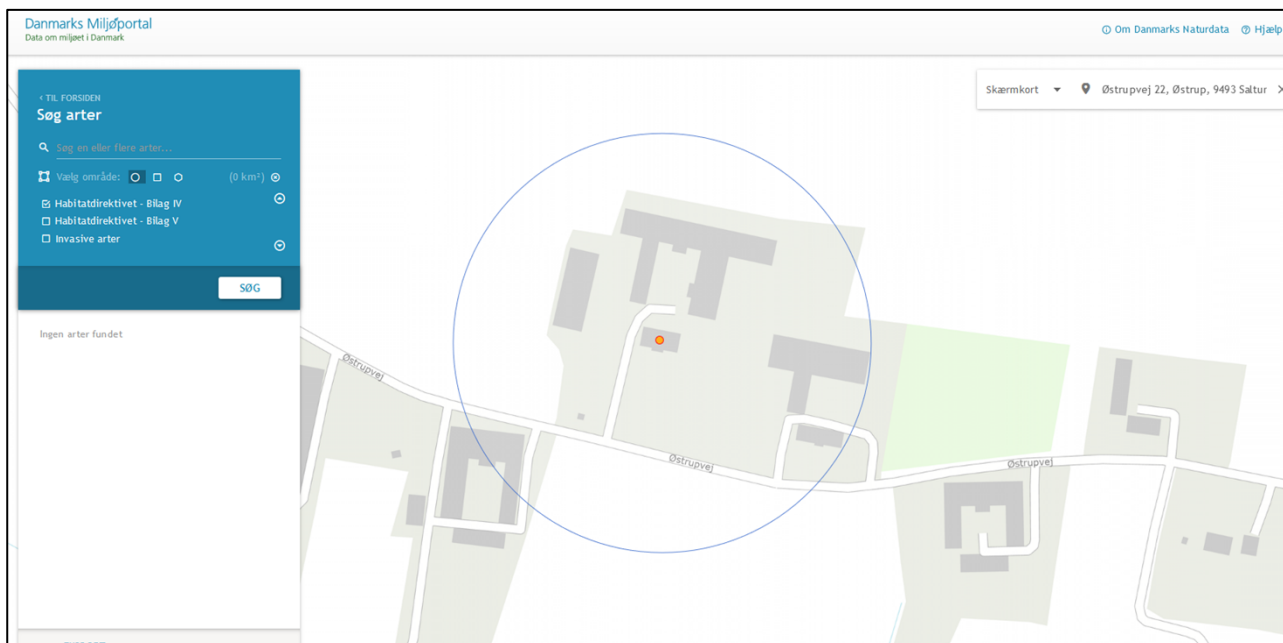 Danmarks Miljøportal
Data om miljøet i Danmark
Om Danmarks Naturdata Hjælp
‹ TIL FORSIDEN
Søg arter
Søg en eller flere arter...
Vælg område: (0 km²)
Habitatdirektivet - Bilag IV
Habitatdirektivet - Bilag V
Invasive arter
SØG
Ingen arter fundet
Skærmkort Østrupvej 22, Østrup, 9493 Saltur
Østrupvej
Østrupvej
Østrupvej